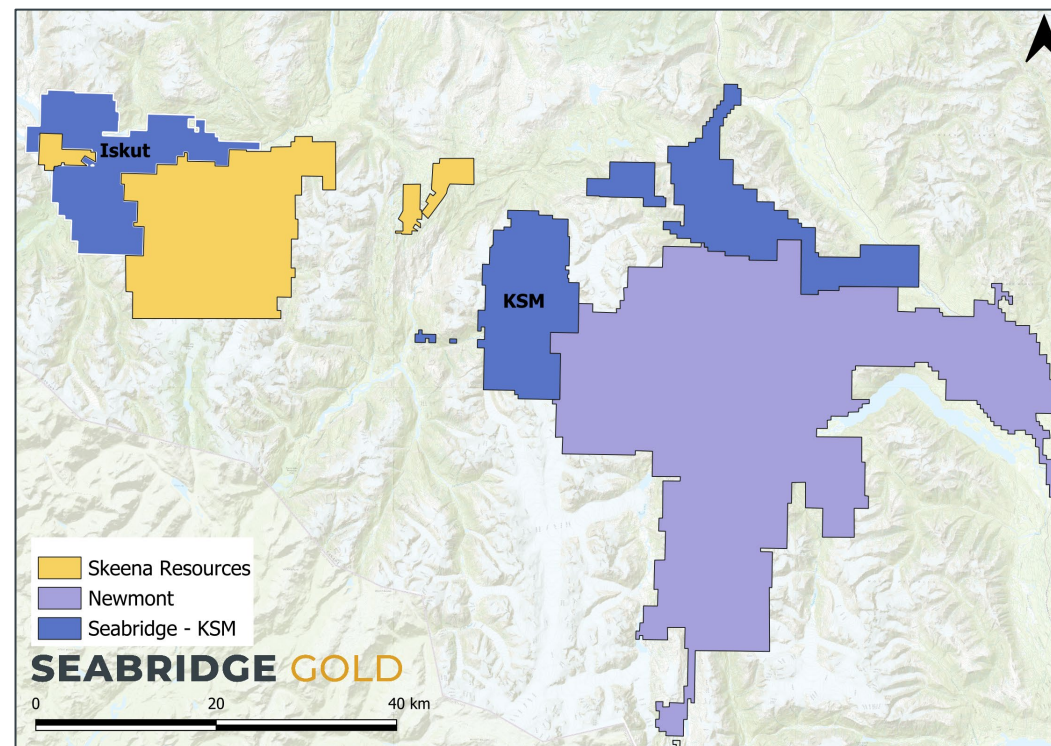 Iskut
KSM
Skeena Resources
Newmont
Seabridge - KSM
SEABRIDGE GOLD
0 20 40 km